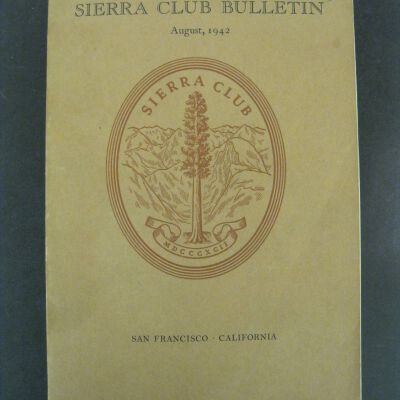 SIERRA CLUB BULLETIN
August, 1942
SIERRA CLUB
MDCCCXCII
SAN FRANCISCO · CALIFORNIA